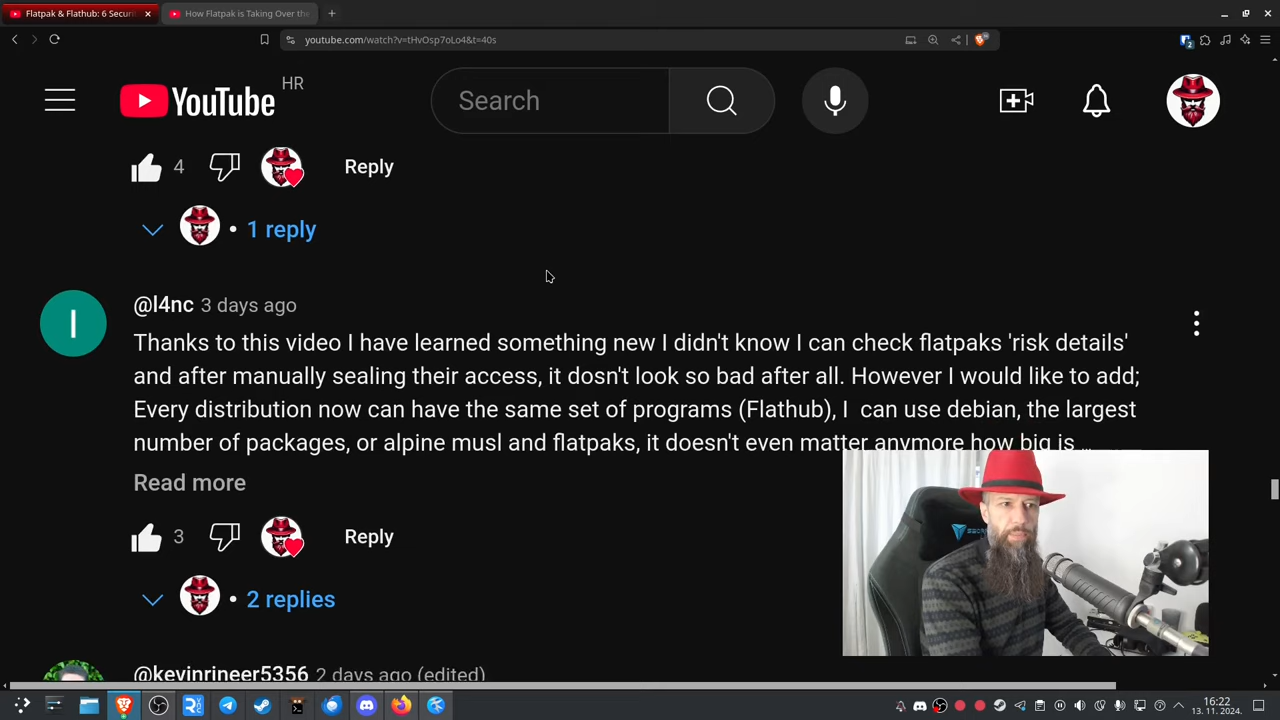 Flatpak & Flathub: 6 Securi
How Flatpak is Taking Over the
youtube.com/watch?v=tHvOsp7oLo4&t=40s
YouTube HR
Search
4
Reply
1 reply
@l4nc 3 days ago
Thanks to this video I have learned something new I didn't know I can check flatpaks 'risk details'
and after manually sealing their access, it dosn't look so bad after all. However I would like to add;
Every distribution now can have the same set of programs (Flathub), I can use debian, the largest
number of packages, or alpine musl and flatpaks, it doesn't even matter anymore how big is ...
Read more
3
Reply
2 replies
@kevinrineer5356 2 days ago (edited)
16:22
13. 11. 2024.